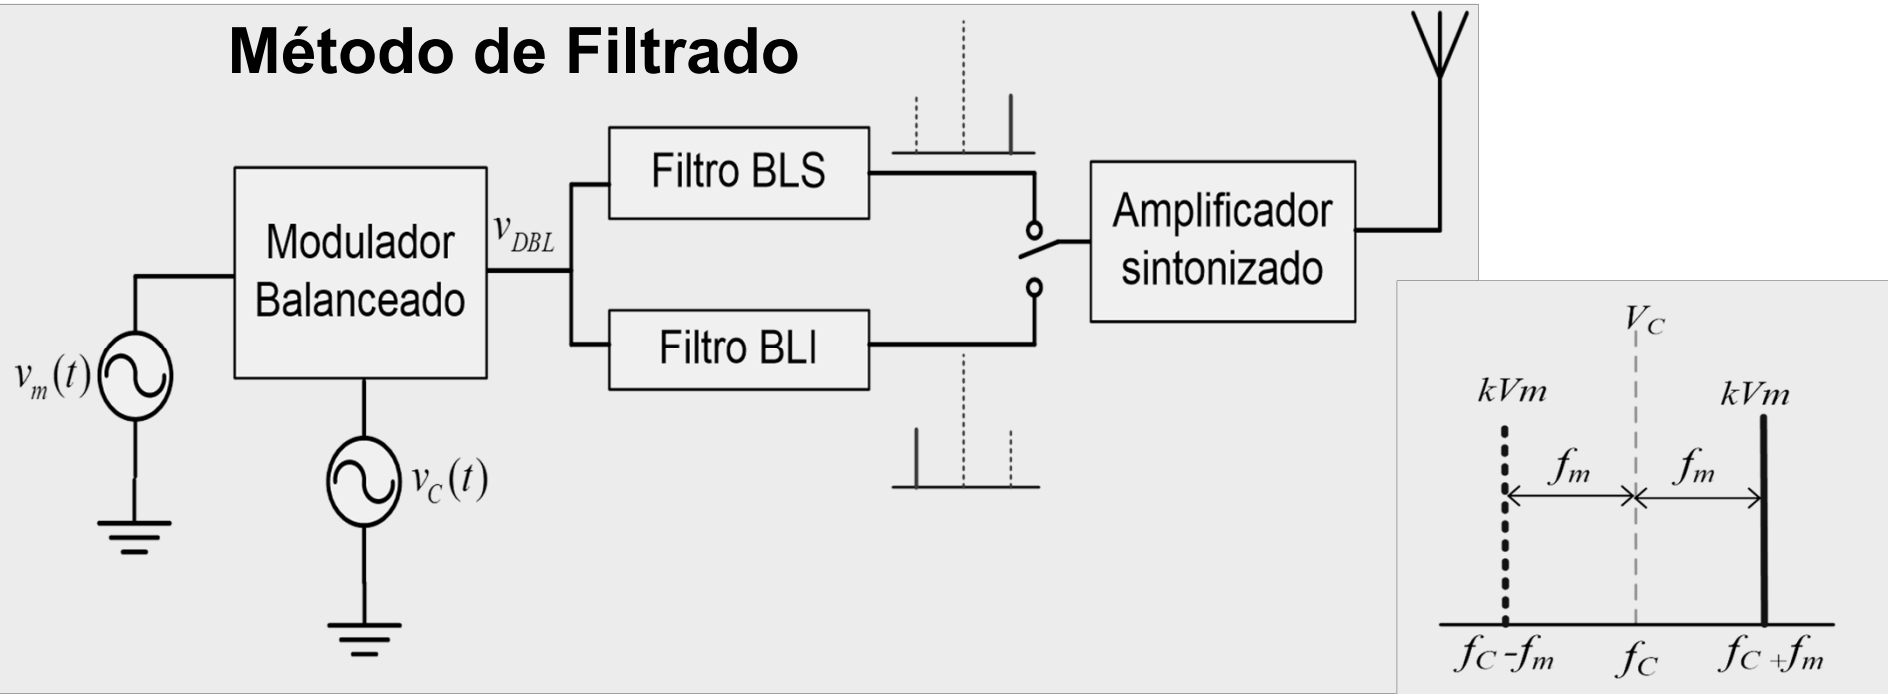 Método de Filtrado
Filtro BLS
Modulador
Balanceado
v_DBL
Amplificador
sintonizado
Filtro BLI
v_m(t)
v_C(t)
V_C
kVm
kVm
f_m
f_m
f_C -f_m
f_C
f_C +f_m